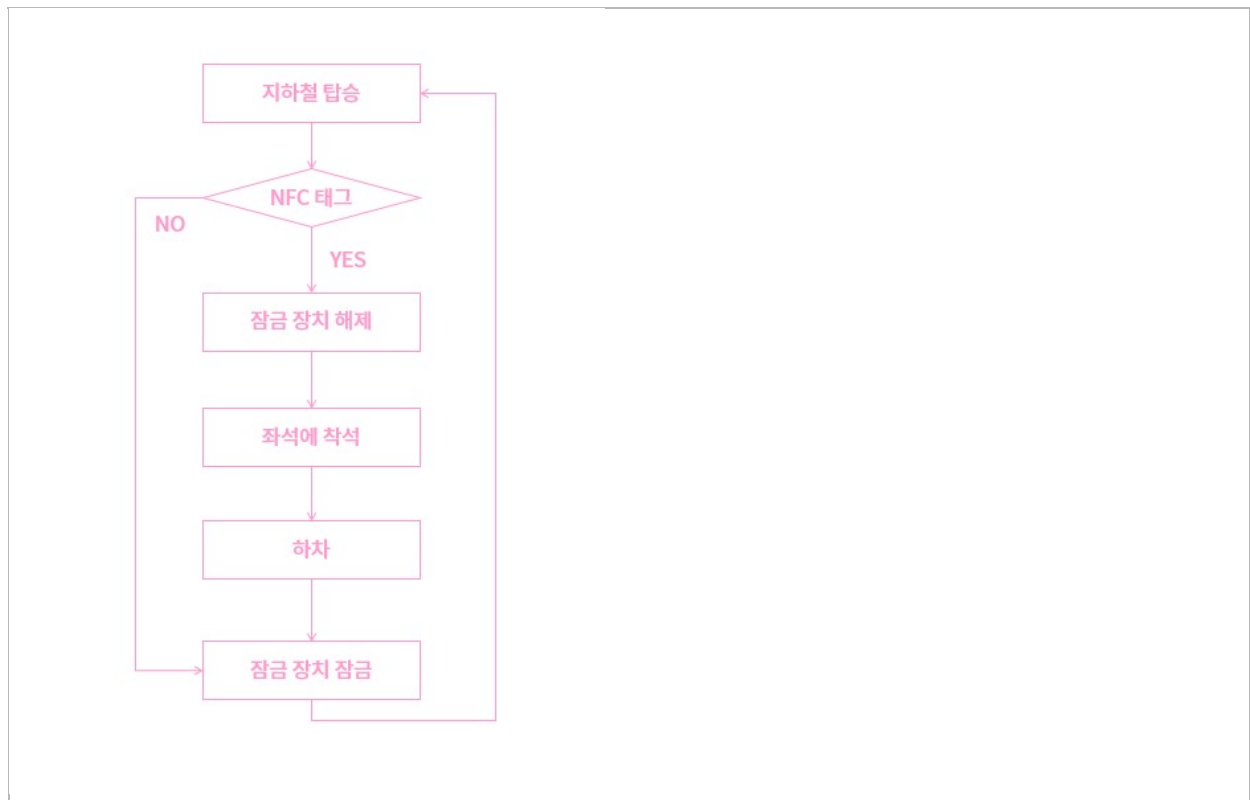 지하철 탑승
NFC 태그
NO
YES
잠금 장치 해제
좌석에 착석
하차
잠금 장치 잠금